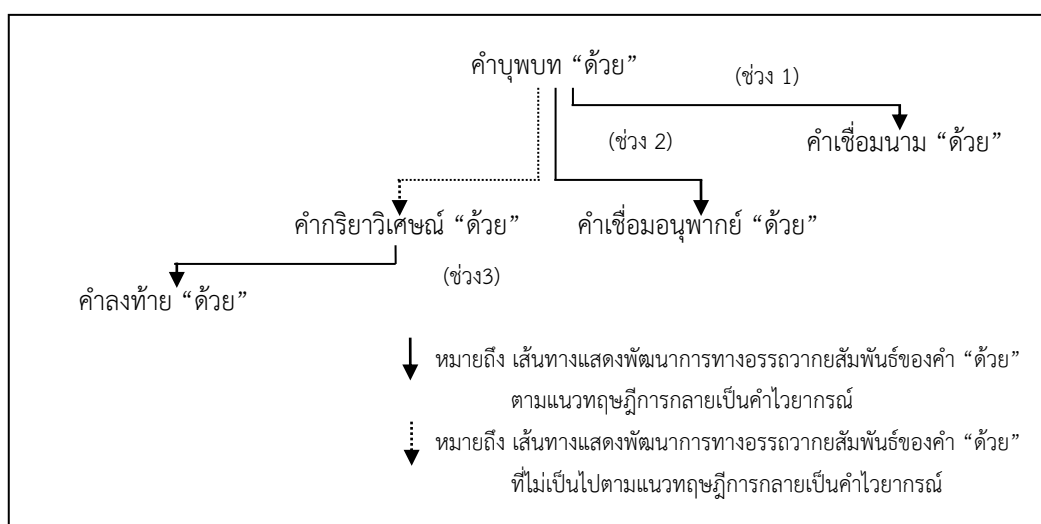 คำบุพบท “ด้วย”
(ช่วง 1)
คำเชื่อมนาม “ด้วย”
(ช่วง 2)
คำกริยาวิเศษณ์ “ด้วย”
คำเชื่อมอนุพากย์ “ด้วย”
(ช่วง3)
คำลงท้าย “ด้วย”
หมายถึง เส้นทางแสดงพัฒนาการทางอรรถวากยสัมพันธ์ของคำ “ด้วย”
ตามแนวทฤษฎีการกลายเป็นคำไวยากรณ์
หมายถึง เส้นทางแสดงพัฒนาการทางอรรถวากยสัมพันธ์ของคำ “ด้วย”
ที่ไม่เป็นไปตามแนวทฤษฎีการกลายเป็นคำไวยากรณ์